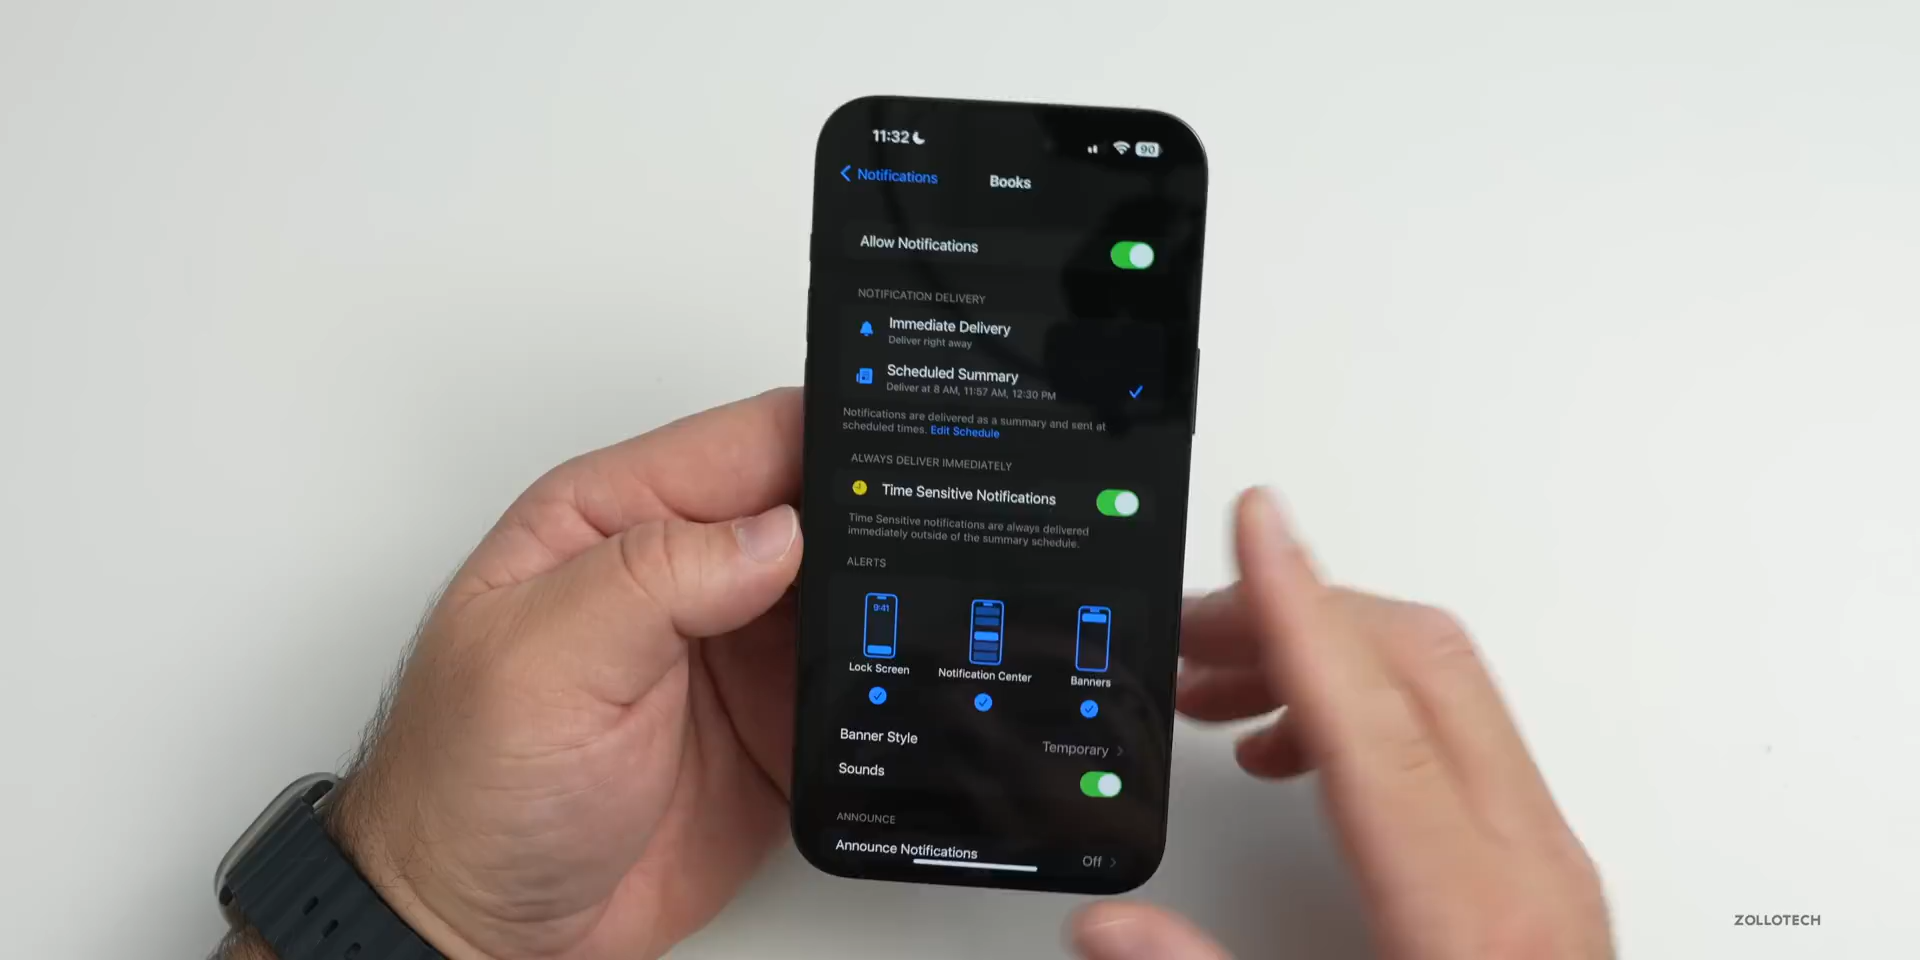 11:32
90
Notifications
Books
Allow Notifications
NOTIFICATION DELIVERY
Immediate Delivery
Deliver right away
Scheduled Summary
Deliver at 8 AM, 11:57 AM, 12:30 PM
Notifications are delivered as a summary and sent at
scheduled times. Edit Schedule
ALWAYS DELIVER IMMEDIATELY
Time Sensitive Notifications
Time Sensitive notifications are always delivered
immediately outside of the summary schedule.
ALERTS
9:41
Lock Screen
Notification Center
Banners
Banner Style
Temporary
Sounds
ANNOUNCE
Announce Notifications
Off
ZOLLOTECH